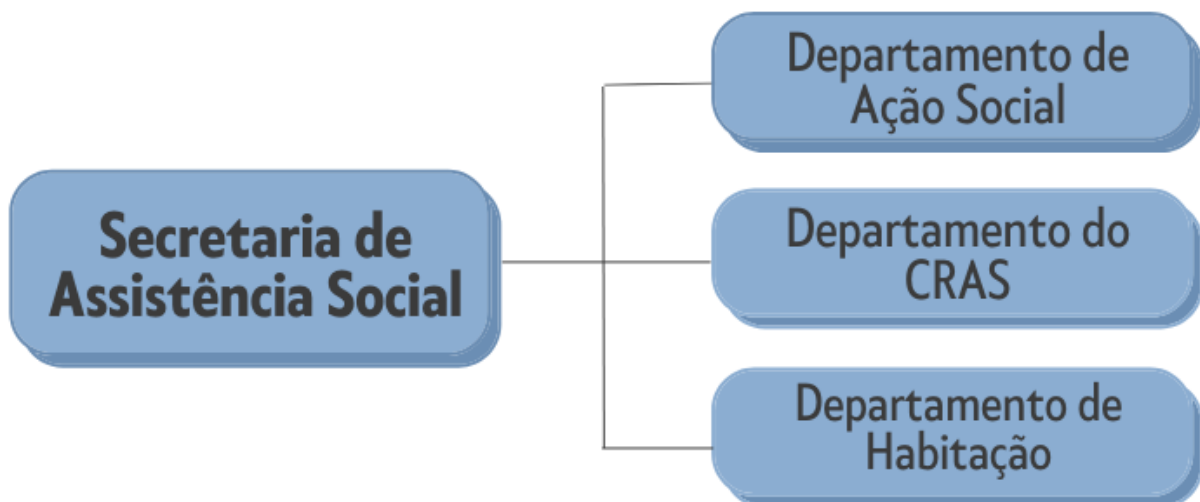 Secretaria de
Assistência Social
Departamento de
Ação Social
Departamento do
CRAS
Departamento de
Habitação